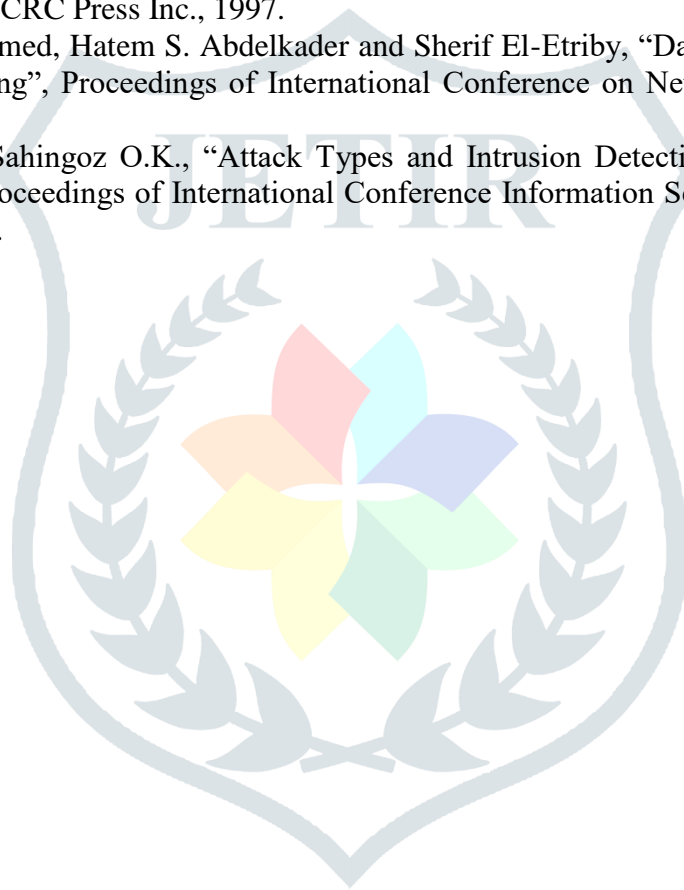 CRC Press Inc., 1997.
med, Hatem S. Abdelkader and Sherif El-Etriby, “Da
ng”, Proceedings of International Conference on Ne
Sahingoz O.K., “Attack Types and Intrusion Detecti
oceedings of International Conference Information S
.
JETIR